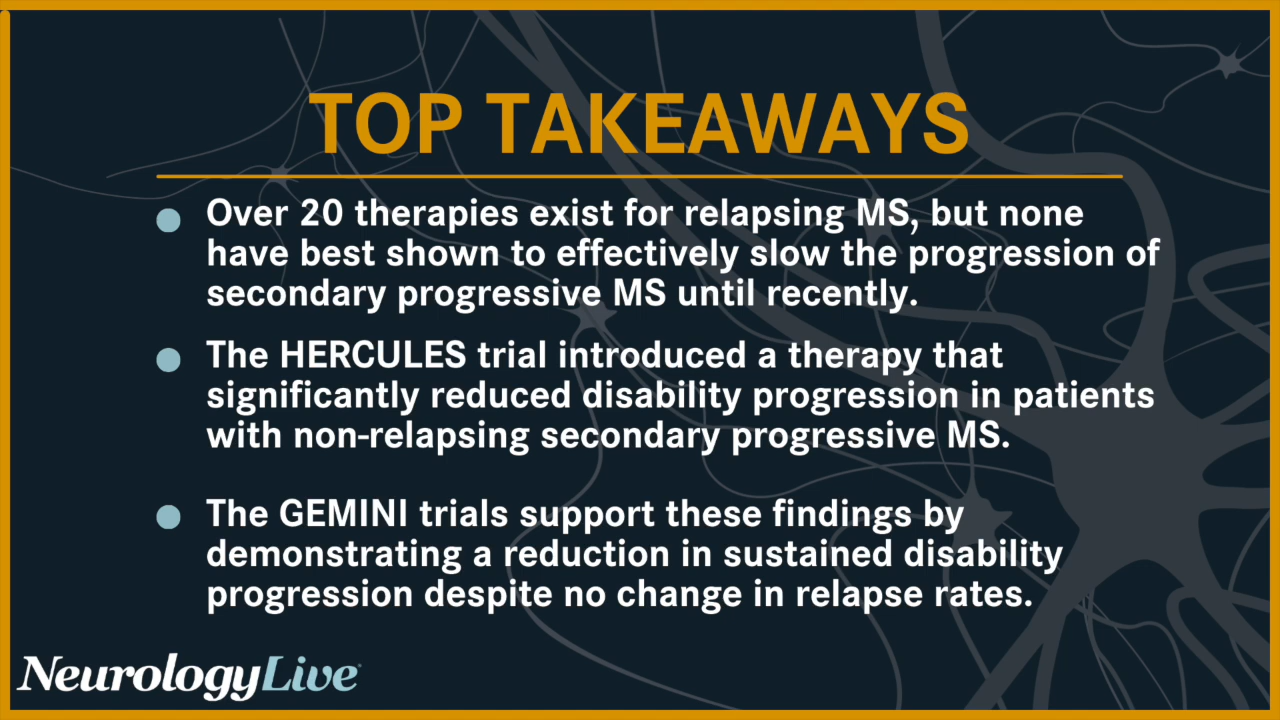 TOP TAKEAWAYS
Over 20 therapies exist for relapsing MS, but none
have best shown to effectively slow the progression of
secondary progressive MS until recently.
The HERCULES trial introduced a therapy that
significantly reduced disability progression in patients
with non-relapsing secondary progressive MS.
The GEMINI trials support these findings by
demonstrating a reduction in sustained disability
progression despite no change in relapse rates.
NeurologyLive